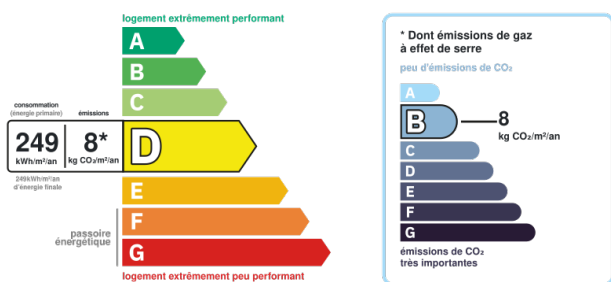 logement extrêmement performant
A
B
C
consommation
(énergie primaire)
émissions
249
kWh/m²/an
8*
kg CO₂/m²/an
D
249kWh/m²/an
d'énergie finale
E
passoire
énergétique
F
G
logement extrêmement peu performant
* Dont émissions de gaz
à effet de serre
peu d'émissions de CO₂
A
B
8
kg CO₂/m²/an
C
D
E
F
G
émissions de CO₂
très importantes